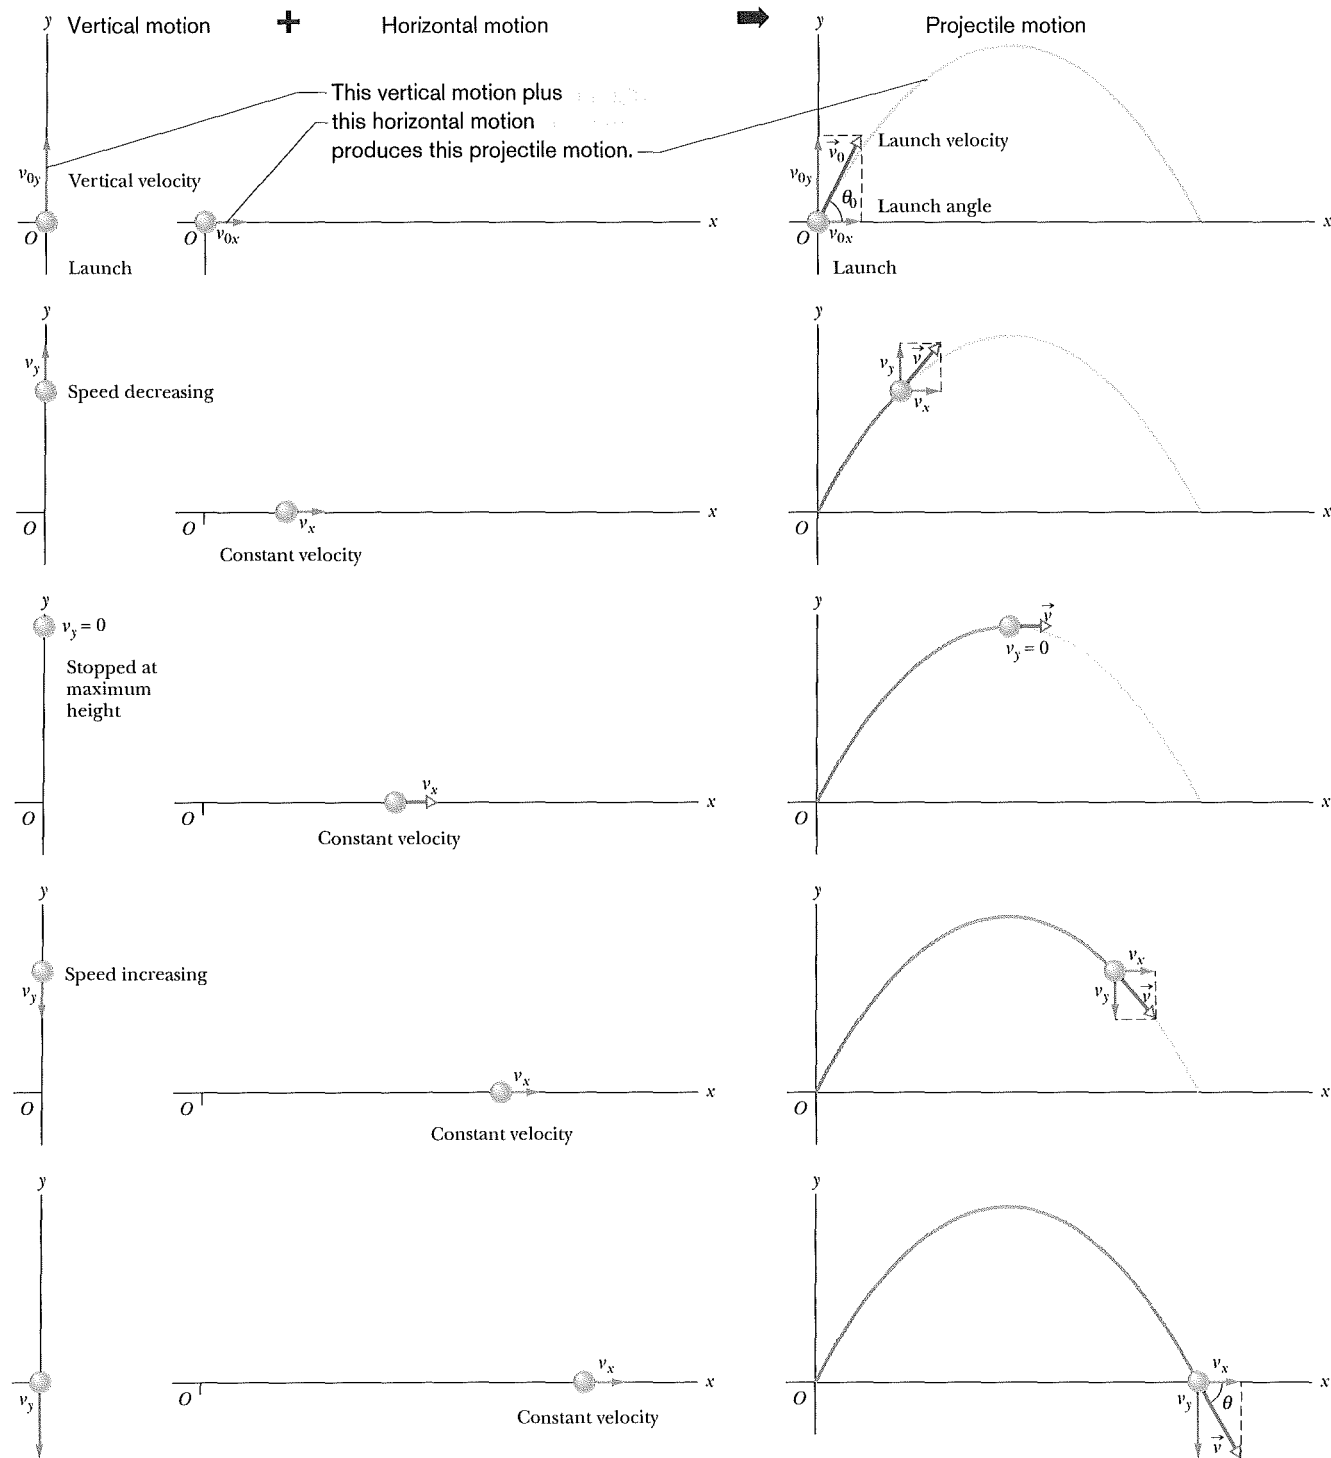 Vertical motion + Horizontal motion Projectile motion
y
y
This vertical motion plus
this horizontal motion
produces this projectile motion.
v0y
Vertical velocity
O
v0x
x
O
Launch
v⃗0
Launch velocity
v0y
θ0
Launch angle
O
v0x
x
Launch
y
vy
Speed decreasing
O
O
vx
x
Constant velocity
y
vy
v⃗
vx
O
x
y
vy = 0
Stopped at
maximum
height
O
O
vx
x
Constant velocity
y
v⃗
vy = 0
O
x
y
Speed increasing
vy
O
O
vx
x
Constant velocity
y
vx
vy
v⃗
O
x
y
vy
O
vx
x
Constant velocity
y
O
vx
x
vy
θ
v⃗